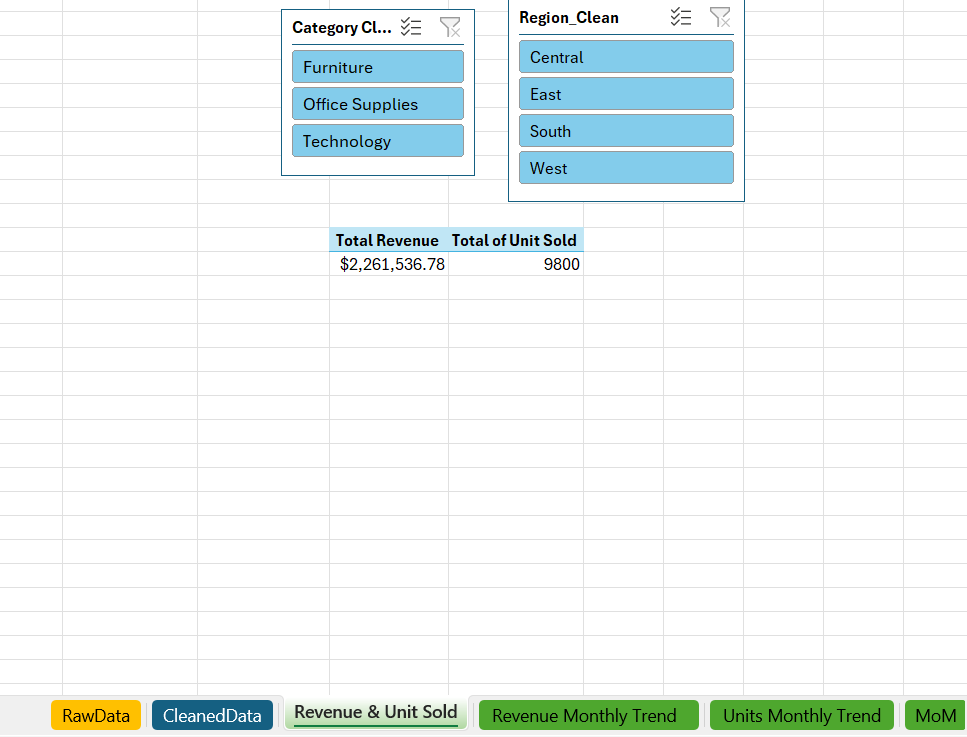 Category Cl...
Furniture
Office Supplies
Technology
Region_Clean
Central
East
South
West
Total Revenue Total of Unit Sold
$2,261,536.78 9800
RawData CleanedData Revenue & Unit Sold Revenue Monthly Trend Units Monthly Trend MoM